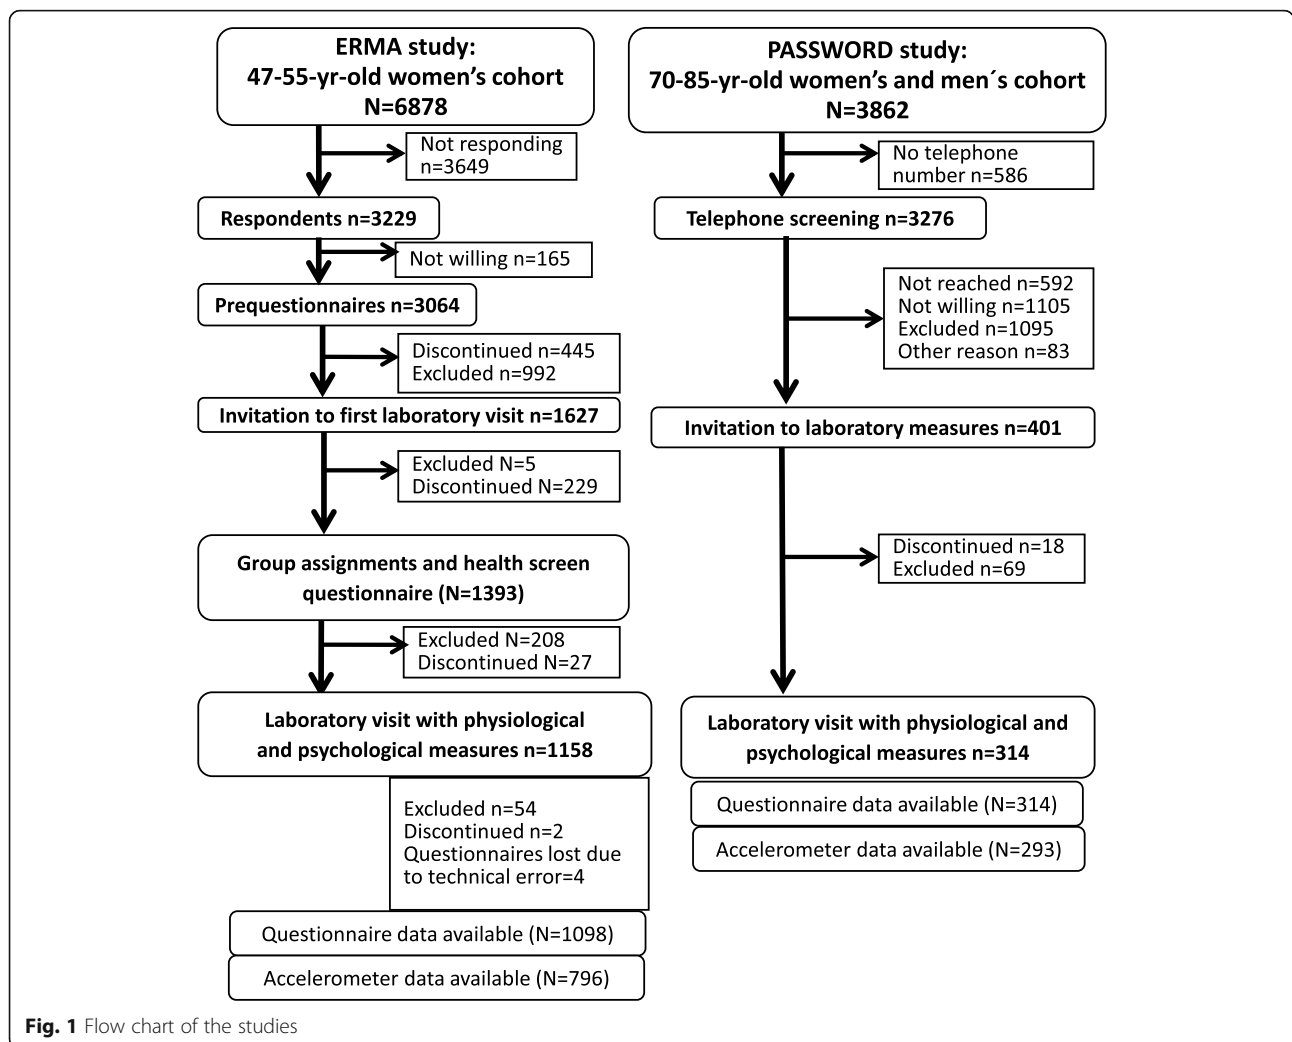 ERMA study:
47-55-yr-old women’s cohort
N=6878
Not responding
n=3649
Respondents n=3229
Not willing n=165
Prequestionnaires n=3064
Discontinued n=445
Excluded n=992
Invitation to first laboratory visit n=1627
Excluded N=5
Discontinued N=229
Group assignments and health screen
questionnaire (N=1393)
Excluded N=208
Discontinued N=27
Laboratory visit with physiological
and psychological measures n=1158
Excluded n=54
Discontinued n=2
Questionnaires lost due
to technical error=4
Questionnaire data available (N=1098)
Accelerometer data available (N=796)
PASSWORD study:
70-85-yr-old women’s and men´s cohort
N=3862
No telephone
number n=586
Telephone screening n=3276
Not reached n=592
Not willing n=1105
Excluded n=1095
Other reason n=83
Invitation to laboratory measures n=401
Discontinued n=18
Excluded n=69
Laboratory visit with physiological and
psychological measures n=314
Questionnaire data available (N=314)
Accelerometer data available (N=293)
Fig. 1 Flow chart of the studies